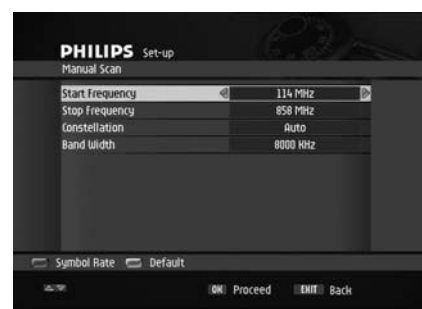 PHILIPS Set-up
Manual Scan
Start Frequency 114 MHz
Stop Frequency 858 MHz
Constellation Auto
Band Width 8000 KHz
Symbol Rate Default
OK Proceed EXIT Back